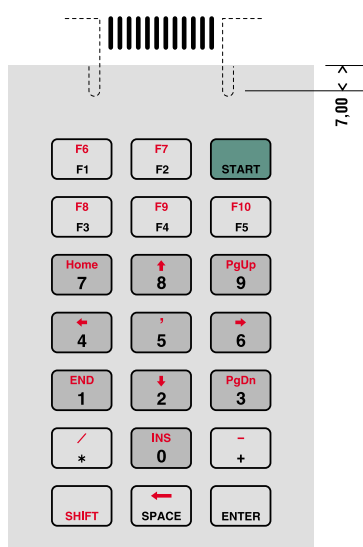 7,00
F6 F7
F1 F2 START
F8 F9 F10
F3 F4 F5
Home ⬆ PgUp
7 8 9
⬅ , ➡
4 5 6
END ⬇ PgDn
1 2 3
/ INS -
* 0 +
SHIFT ← SPACE ENTER